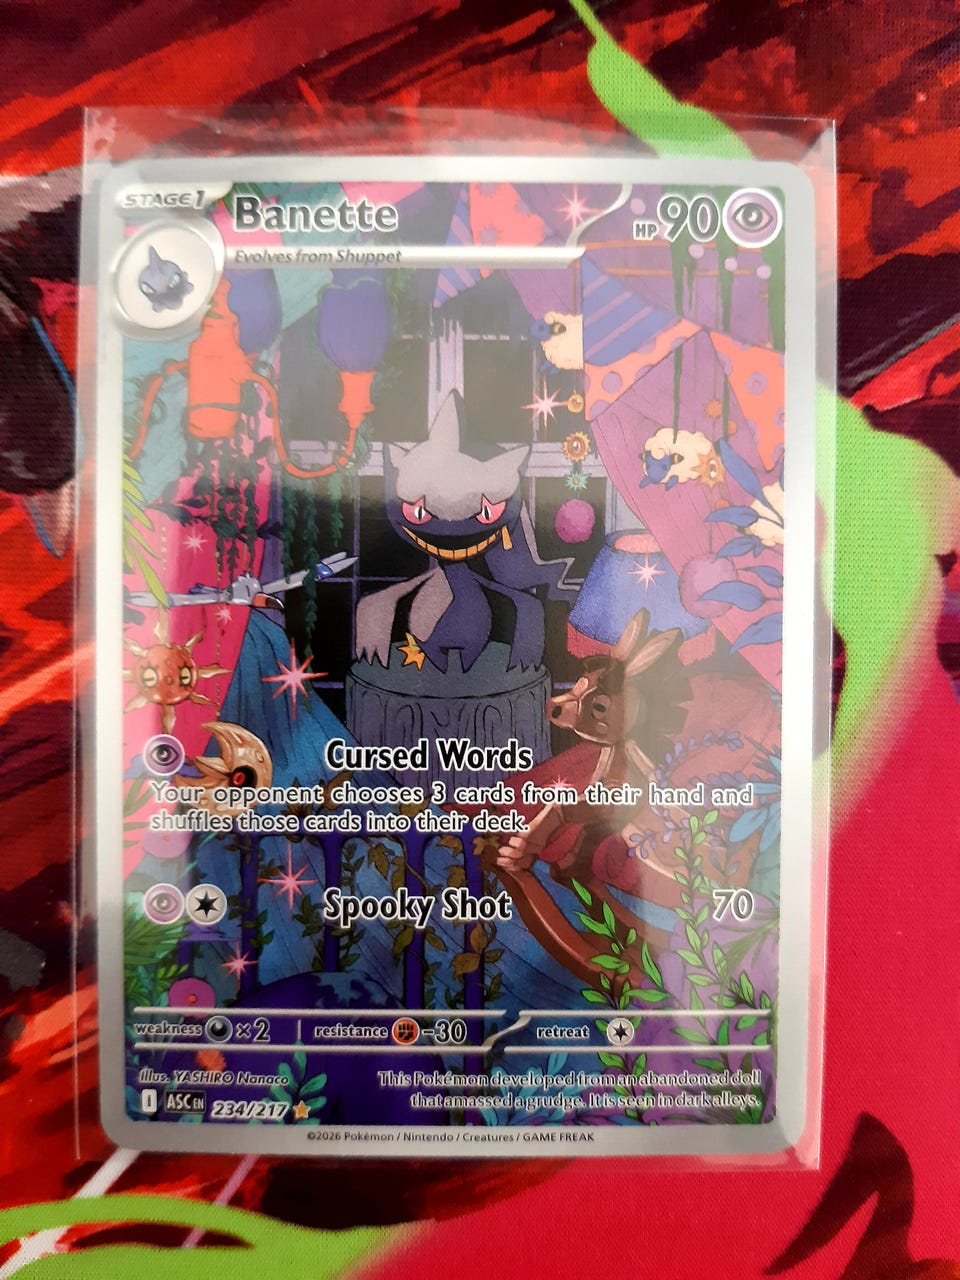 STAGE 1
Banette
HP 90
Evolves from Shuppet
Cursed Words
Your opponent chooses 3 cards from their hand and
shuffles those cards into their deck.
Spooky Shot 70
weakness ×2 resistance -30 retreat
Illus. YASHIRO Nanaco
This Pokémon developed from an abandoned doll
that amassed a grudge. It is seen in dark alleys.
I ASC EN 234/217
©2026 Pokémon / Nintendo / Creatures / GAME FREAK